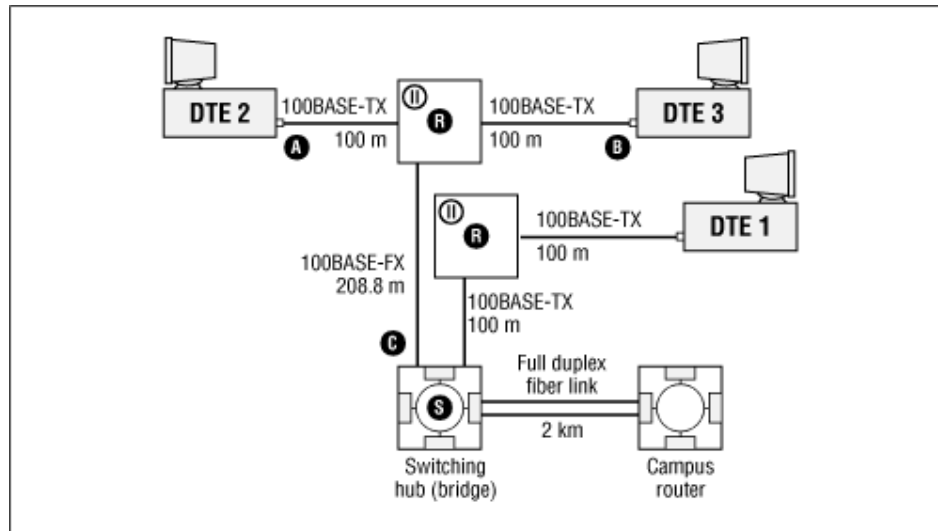 DTE 2
100BASE-TX
100 m
A
II
R
100BASE-TX
100 m
B
DTE 3
II
R
100BASE-TX
100 m
DTE 1
100BASE-FX
208.8 m
100BASE-TX
100 m
C
S
Full duplex
fiber link
2 km
Switching
hub (bridge)
Campus
router